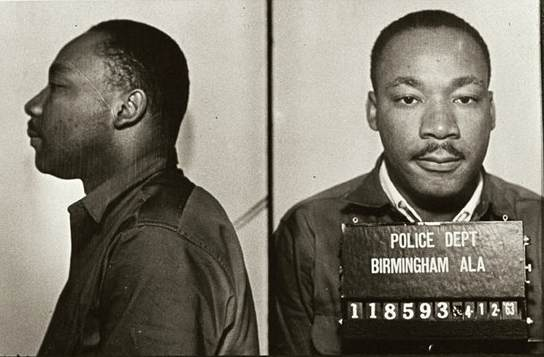 POLICE DEPT
BIRMINGHAM ALA
118593 4 12 '63